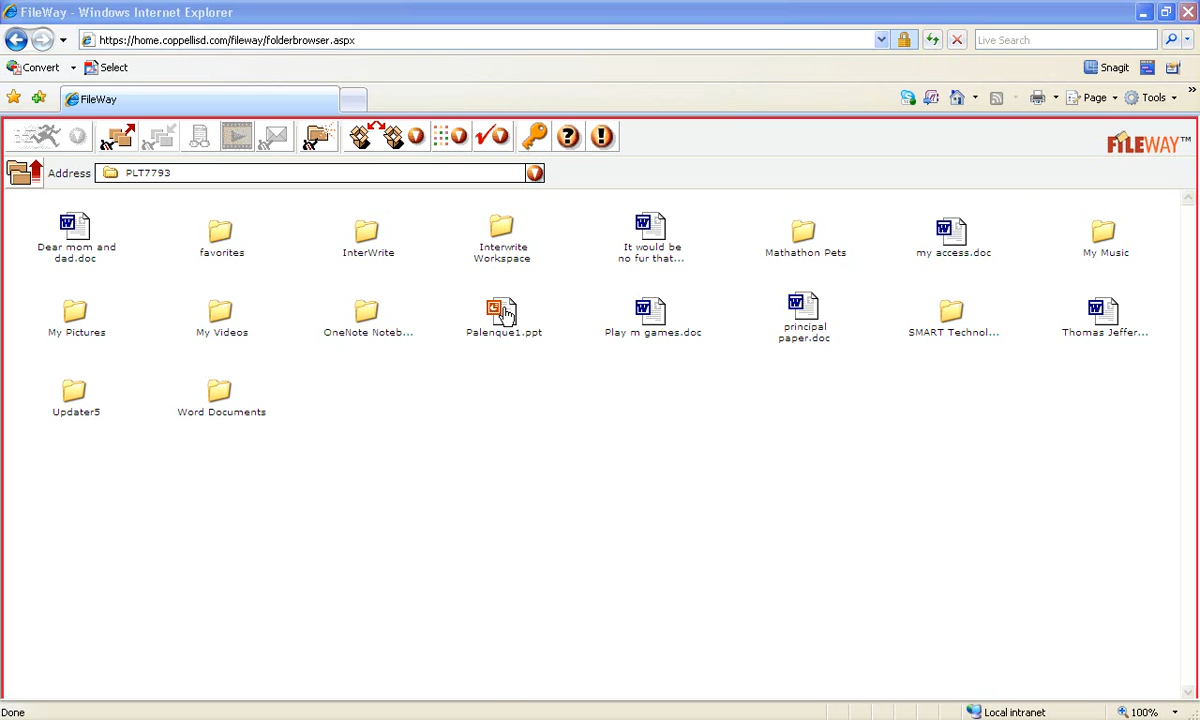 FileWay - Windows Internet Explorer
https://home.coppellisd.com/fileway/folderbrowser.aspx
Live Search
Convert
Select
Snagit
FileWay
Page
Tools
FILEWAY™
Address
PLT7793
Dear mom and
dad.doc
favorites
InterWrite
Interwrite
Workspace
It would be
no fur that...
Mathathon Pets
my access.doc
My Music
My Pictures
My Videos
OneNote Noteb...
Palenque1.ppt
Play m games.doc
principal
paper.doc
SMART Technol...
Thomas Jeffer...
Updater5
Word Documents
Done
Local intranet
100%